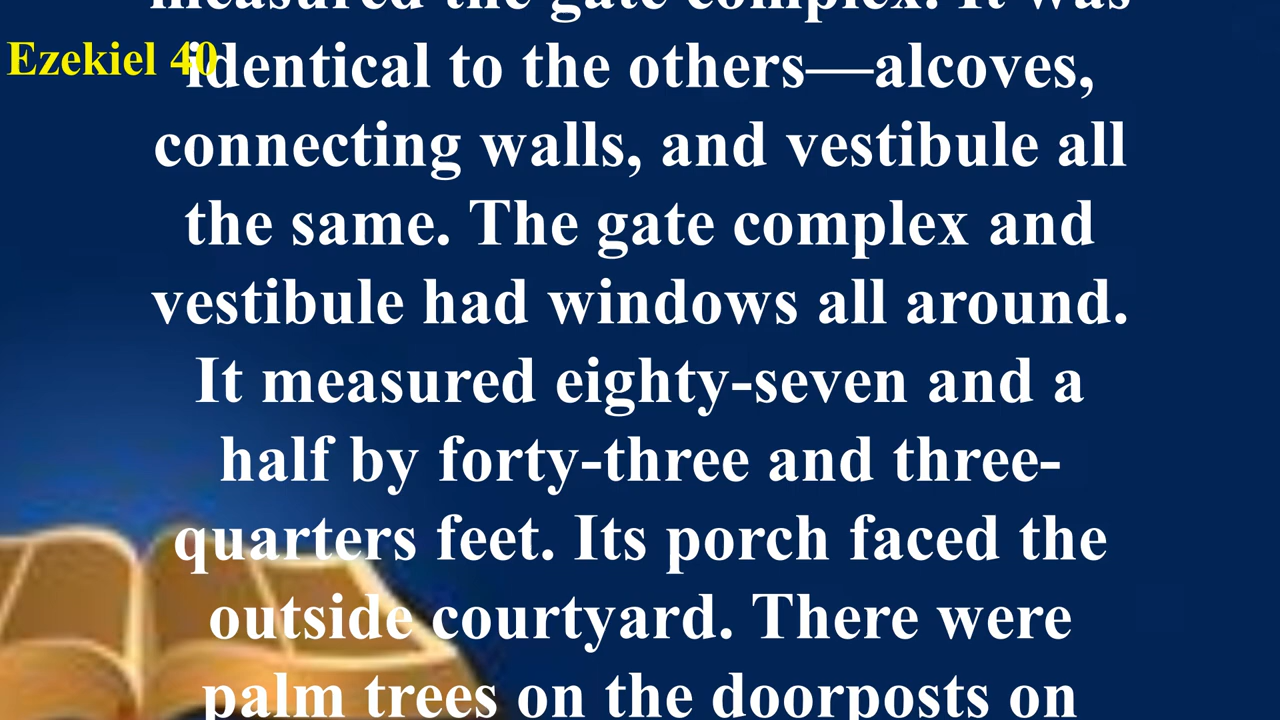 measured the gate complex. It was
Ezekiel 40
identical to the others—alcoves,
connecting walls, and vestibule all
the same. The gate complex and
vestibule had windows all around.
It measured eighty-seven and a
half by forty-three and three-
quarters feet. Its porch faced the
outside courtyard. There were
palm trees on the doorposts on